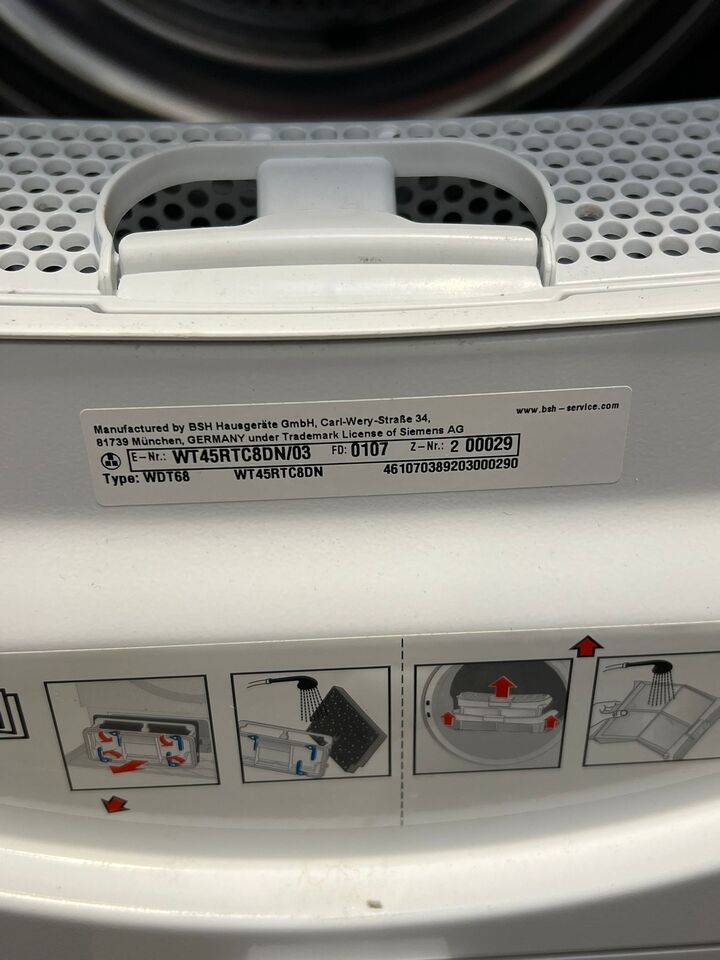 Manufactured by BSH Hausgeräte GmbH, Carl-Wery-Straße 34,
www.bsh-service.com
81739 München, GERMANY under Trademark License of Siemens AG
E-Nr.: WT45RTC8DN/03 FD: 0107 Z-Nr.: 2 00029
Type: WDT68 WT45RTC8DN 461070389203000290